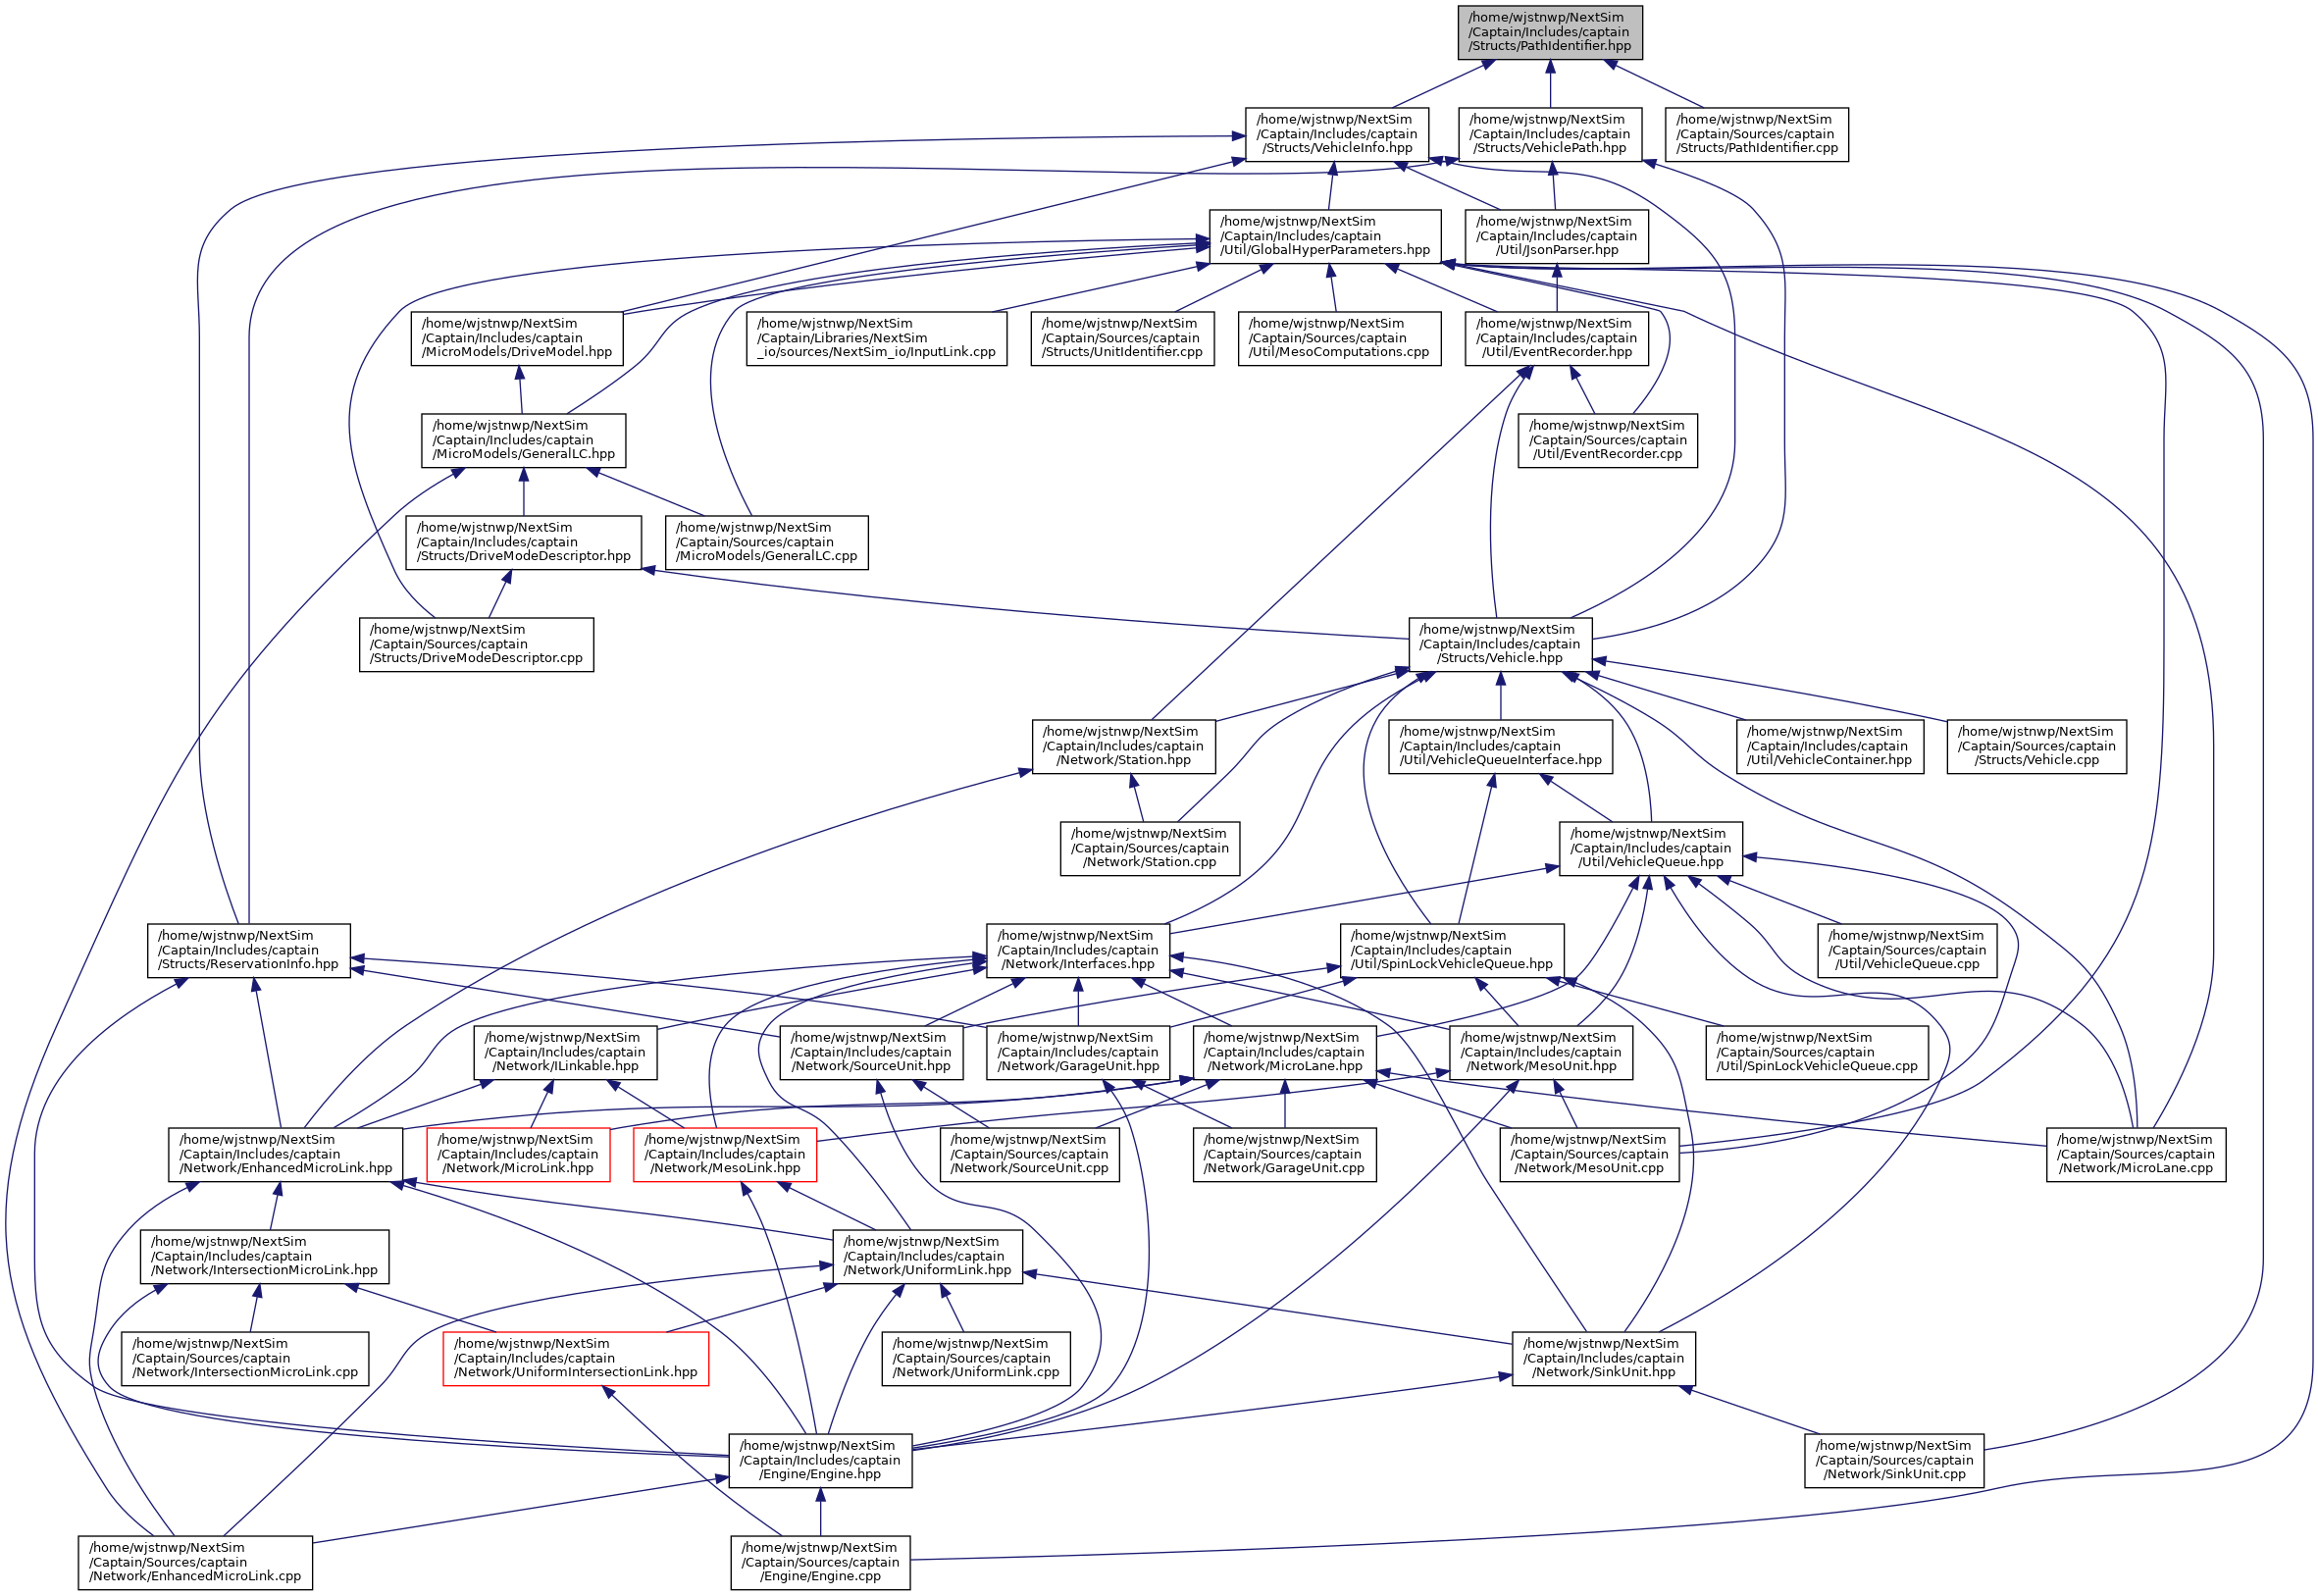 /home/wjstnwp/NextSim
/Captain/Includes/captain
/Structs/PathIdentifier.hpp
/home/wjstnwp/NextSim
/Captain/Includes/captain
/Structs/VehicleInfo.hpp
/home/wjstnwp/NextSim
/Captain/Includes/captain
/Structs/VehiclePath.hpp
/home/wjstnwp/NextSim
/Captain/Sources/captain
/Structs/PathIdentifier.cpp
/home/wjstnwp/NextSim
/Captain/Includes/captain
/Util/GlobalHyperParameters.hpp
/home/wjstnwp/NextSim
/Captain/Includes/captain
/Util/JsonParser.hpp
/home/wjstnwp/NextSim
/Captain/Includes/captain
/MicroModels/DriveModel.hpp
/home/wjstnwp/NextSim
/Captain/Libraries/NextSim
_io/sources/NextSim_io/InputLink.cpp
/home/wjstnwp/NextSim
/Captain/Sources/captain
/Structs/UnitIdentifier.cpp
/home/wjstnwp/NextSim
/Captain/Sources/captain
/Util/MesoComputations.cpp
/home/wjstnwp/NextSim
/Captain/Includes/captain
/Util/EventRecorder.hpp
/home/wjstnwp/NextSim
/Captain/Includes/captain
/MicroModels/GeneralLC.hpp
/home/wjstnwp/NextSim
/Captain/Sources/captain
/Util/EventRecorder.cpp
/home/wjstnwp/NextSim
/Captain/Includes/captain
/Structs/DriveModeDescriptor.hpp
/home/wjstnwp/NextSim
/Captain/Sources/captain
/MicroModels/GeneralLC.cpp
/home/wjstnwp/NextSim
/Captain/Sources/captain
/Structs/DriveModeDescriptor.cpp
/home/wjstnwp/NextSim
/Captain/Includes/captain
/Structs/Vehicle.hpp
/home/wjstnwp/NextSim
/Captain/Includes/captain
/Network/Station.hpp
/home/wjstnwp/NextSim
/Captain/Includes/captain
/Util/VehicleQueueInterface.hpp
/home/wjstnwp/NextSim
/Captain/Includes/captain
/Util/VehicleContainer.hpp
/home/wjstnwp/NextSim
/Captain/Sources/captain
/Structs/Vehicle.cpp
/home/wjstnwp/NextSim
/Captain/Sources/captain
/Network/Station.cpp
/home/wjstnwp/NextSim
/Captain/Includes/captain
/Util/VehicleQueue.hpp
/home/wjstnwp/NextSim
/Captain/Includes/captain
/Structs/ReservationInfo.hpp
/home/wjstnwp/NextSim
/Captain/Includes/captain
/Network/Interfaces.hpp
/home/wjstnwp/NextSim
/Captain/Includes/captain
/Util/SpinLockVehicleQueue.hpp
/home/wjstnwp/NextSim
/Captain/Sources/captain
/Util/VehicleQueue.cpp
/home/wjstnwp/NextSim
/Captain/Includes/captain
/Network/ILinkable.hpp
/home/wjstnwp/NextSim
/Captain/Includes/captain
/Network/SourceUnit.hpp
/home/wjstnwp/NextSim
/Captain/Includes/captain
/Network/GarageUnit.hpp
/home/wjstnwp/NextSim
/Captain/Includes/captain
/Network/MicroLane.hpp
/home/wjstnwp/NextSim
/Captain/Includes/captain
/Network/MesoUnit.hpp
/home/wjstnwp/NextSim
/Captain/Sources/captain
/Util/SpinLockVehicleQueue.cpp
/home/wjstnwp/NextSim
/Captain/Includes/captain
/Network/EnhancedMicroLink.hpp
/home/wjstnwp/NextSim
/Captain/Includes/captain
/Network/MicroLink.hpp
/home/wjstnwp/NextSim
/Captain/Includes/captain
/Network/MesoLink.hpp
/home/wjstnwp/NextSim
/Captain/Sources/captain
/Network/SourceUnit.cpp
/home/wjstnwp/NextSim
/Captain/Sources/captain
/Network/GarageUnit.cpp
/home/wjstnwp/NextSim
/Captain/Sources/captain
/Network/MesoUnit.cpp
/home/wjstnwp/NextSim
/Captain/Sources/captain
/Network/MicroLane.cpp
/home/wjstnwp/NextSim
/Captain/Includes/captain
/Network/IntersectionMicroLink.hpp
/home/wjstnwp/NextSim
/Captain/Includes/captain
/Network/UniformLink.hpp
/home/wjstnwp/NextSim
/Captain/Sources/captain
/Network/IntersectionMicroLink.cpp
/home/wjstnwp/NextSim
/Captain/Includes/captain
/Network/UniformIntersectionLink.hpp
/home/wjstnwp/NextSim
/Captain/Sources/captain
/Network/UniformLink.cpp
/home/wjstnwp/NextSim
/Captain/Includes/captain
/Network/SinkUnit.hpp
/home/wjstnwp/NextSim
/Captain/Includes/captain
/Engine/Engine.hpp
/home/wjstnwp/NextSim
/Captain/Sources/captain
/Network/SinkUnit.cpp
/home/wjstnwp/NextSim
/Captain/Sources/captain
/Network/EnhancedMicroLink.cpp
/home/wjstnwp/NextSim
/Captain/Sources/captain
/Engine/Engine.cpp